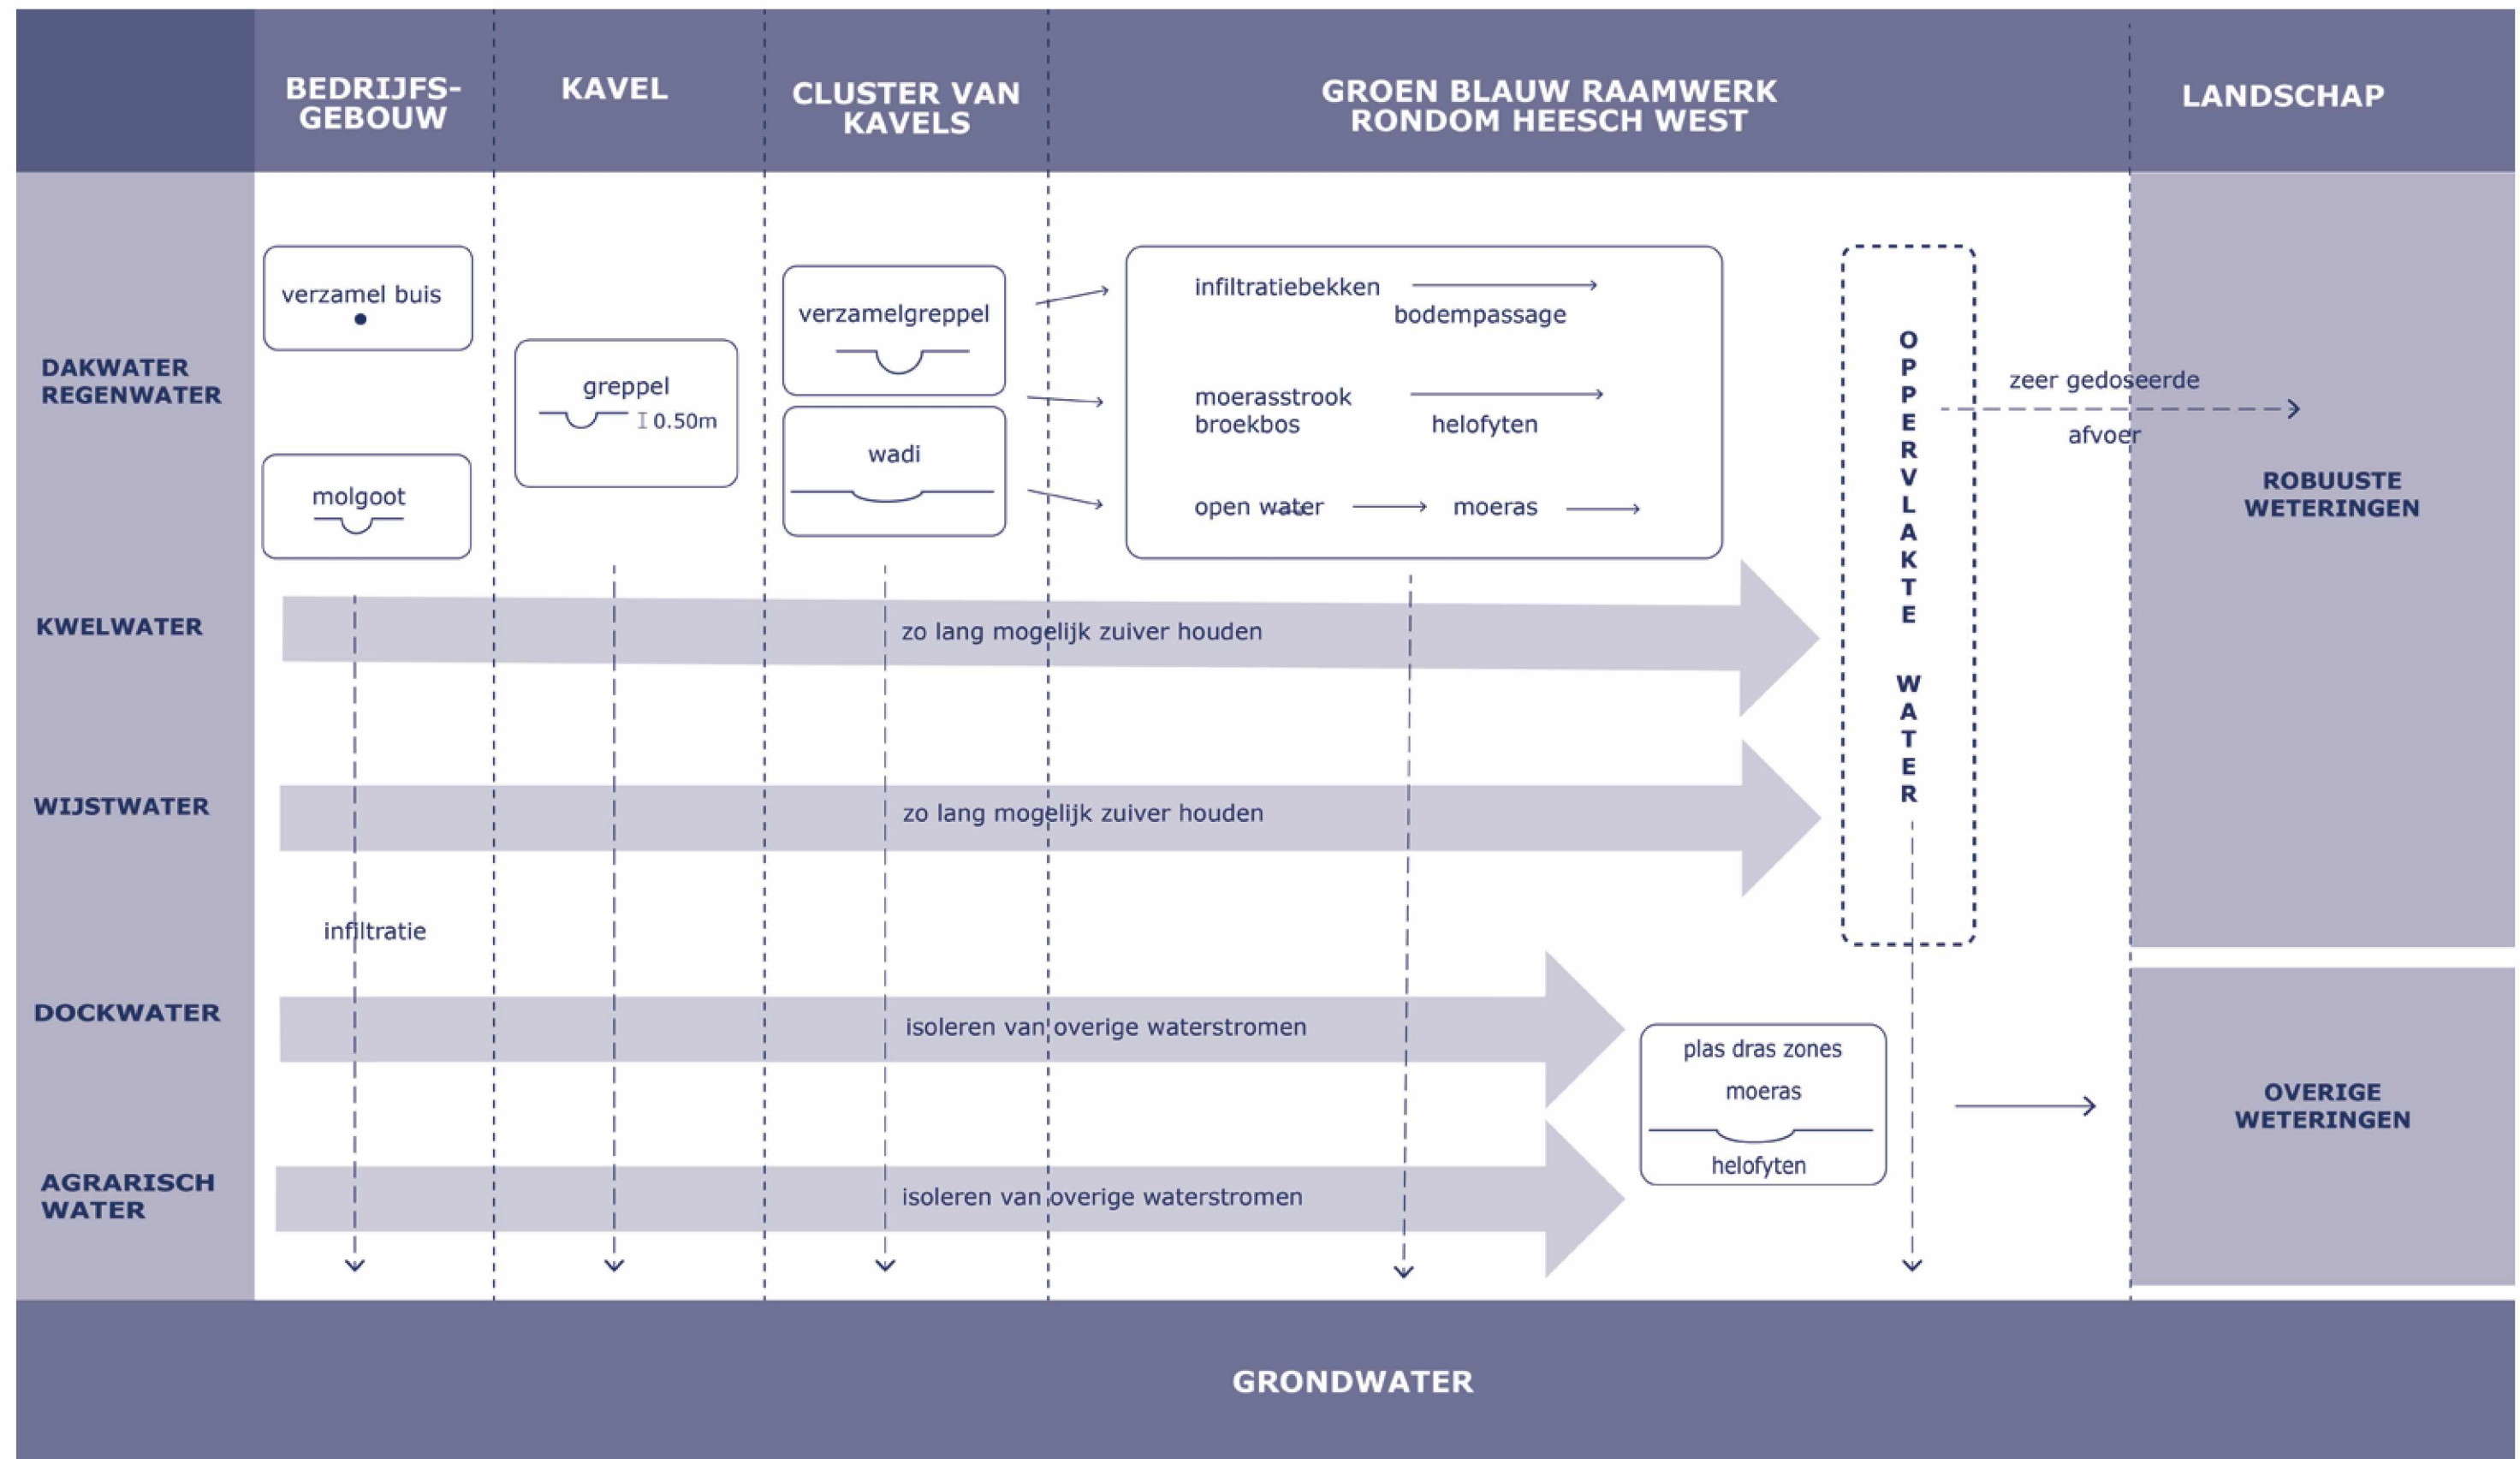 BEDRIJFS-
GEBOUW
KAVEL
CLUSTER VAN
KAVELS
GROEN BLAUW RAAMWERK
RONDOM HEESCH WEST
LANDSCHAP
DAKWATER
REGENWATER
verzamel buis
molgoot
greppel
0.50m
verzamelgreppel
wadi
infiltratiebekken
bodempassage
moerasstrook
broekbos
helofyten
open water
moeras
OPPERVLAKTE WATER
zeer gedoseerde
afvoer
ROBUUSTE
WETERINGEN
KWELWATER
zo lang mogelijk zuiver houden
WIJSTWATER
zo lang mogelijk zuiver houden
infiltratie
DOCKWATER
isoleren van overige waterstromen
plas dras zones
moeras
helofyten
OVERIGE
WETERINGEN
AGRARISCH
WATER
isoleren van overige waterstromen
GRONDWATER